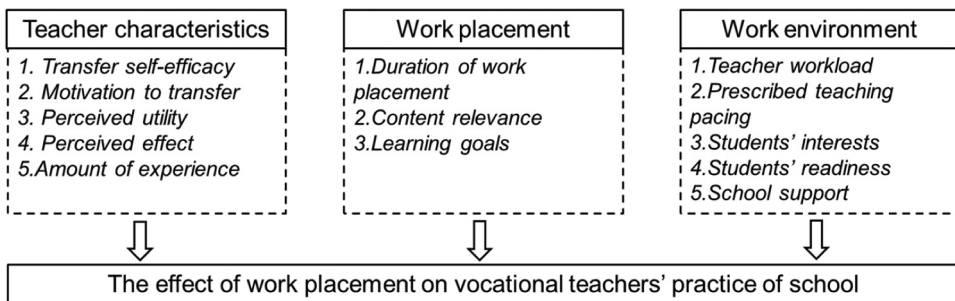 Teacher characteristics
1. Transfer self-efficacy
2. Motivation to transfer
3. Perceived utility
4. Perceived effect
5.Amount of experience
Work placement
1.Duration of work
placement
2.Content relevance
3.Learning goals
Work environment
1.Teacher workload
2.Prescribed teaching
pacing
3.Students' interests
4.Students' readiness
5.School support
The effect of work placement on vocational teachers' practice of school